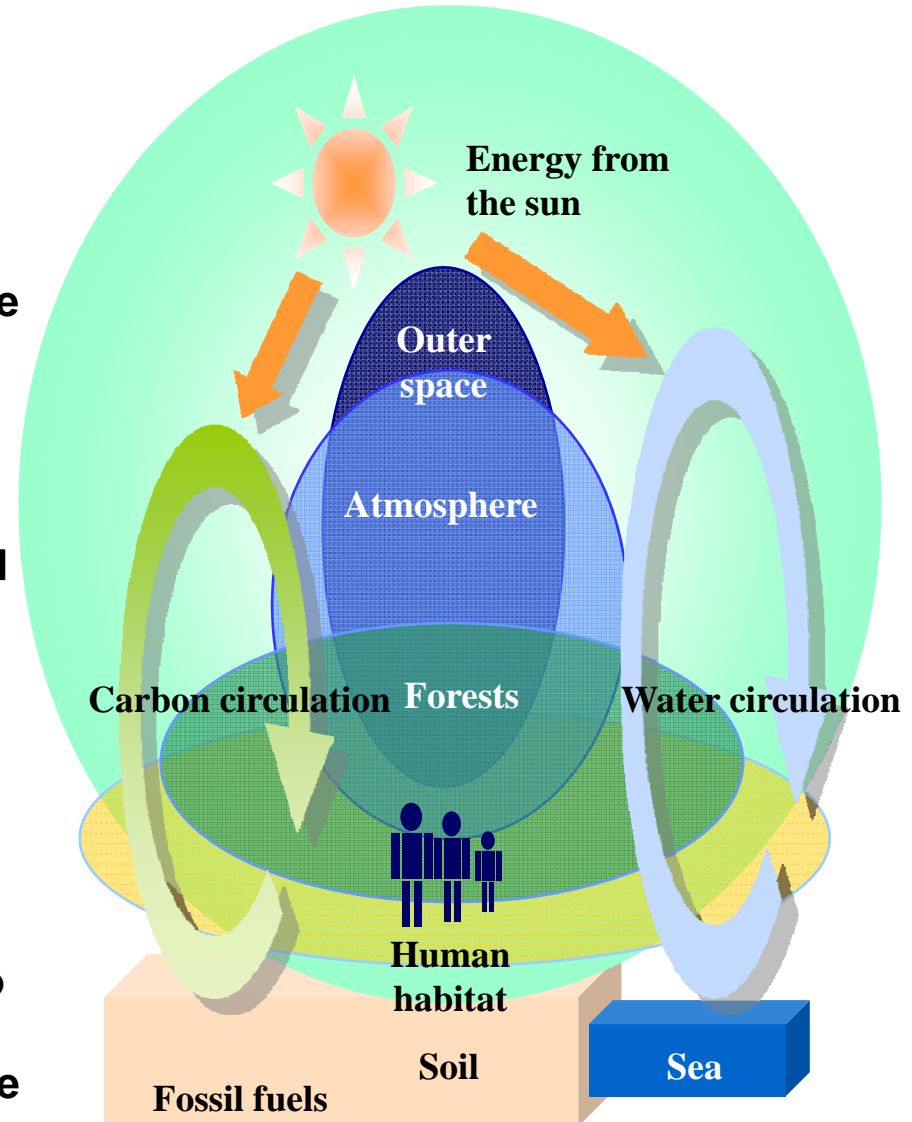 Energy from
the sun
e
Outer
space
Atmosphere
d
Carbon circulation
Forests
Water circulation
Human
habitat
Soil
Sea
e
Fossil fuels